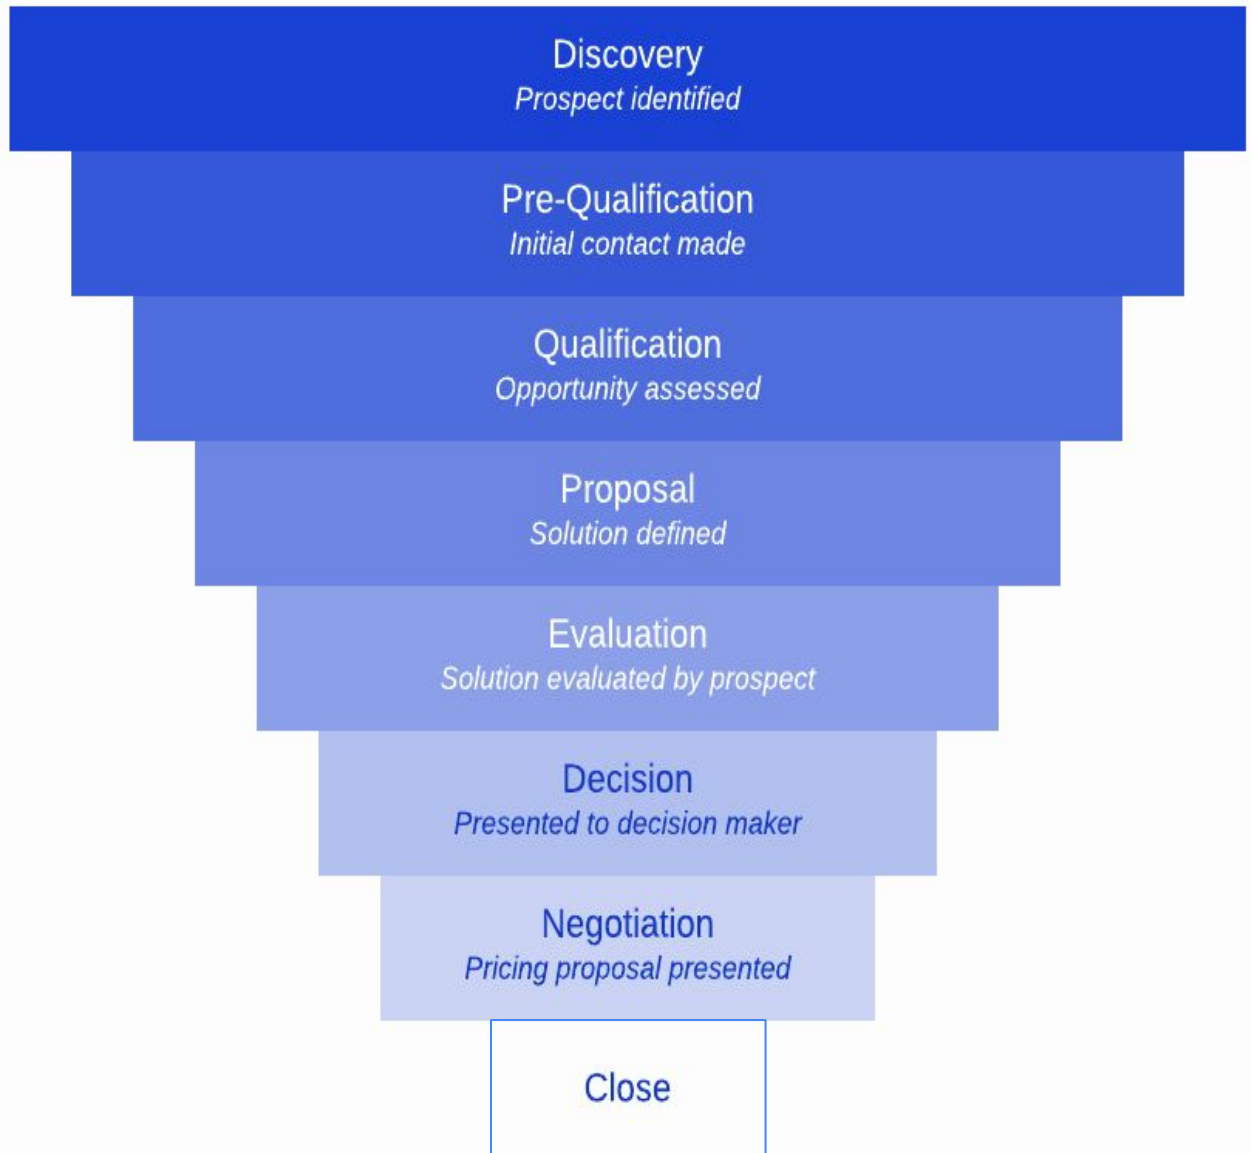 Discovery
Prospect identified
Pre-Qualification
Initial contact made
Qualification
Opportunity assessed
Proposal
Solution defined
Evaluation
Solution evaluated by prospect
Decision
Presented to decision maker
Negotiation
Pricing proposal presented
Close